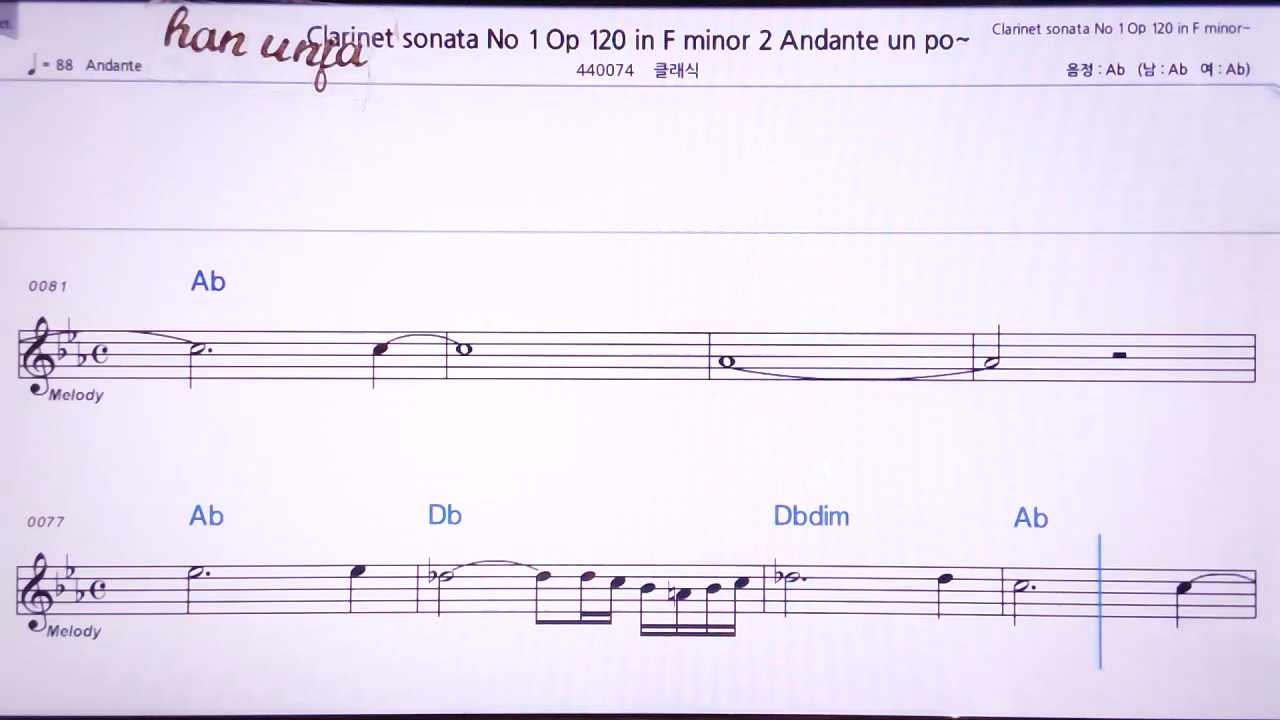 han unfa
Clarinet sonata No 1 Op 120 in F minor 2 Andante un po~
Clarinet sonata No 1 Op 120 in F minor~
♩ = 88 Andante
440074 클래식
음정 : Ab (남 : Ab 여 : Ab)
0081 Ab
Melody
0077 Ab Db Dbdim Ab
Melody